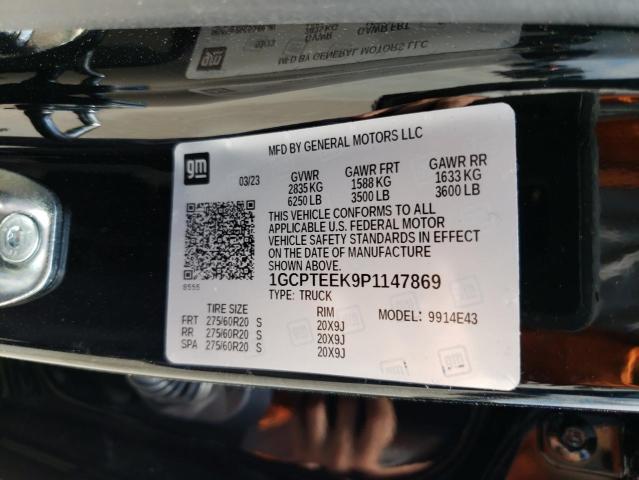 MFD BY GENERAL MOTORS LLC
gm
03/23
GVWR GAWR FRT GAWR RR
2835 KG 1588 KG 1633 KG
6250 LB 3500 LB 3600 LB
THIS VEHICLE CONFORMS TO ALL
APPLICABLE U.S. FEDERAL MOTOR
VEHICLE SAFETY STANDARDS IN EFFECT
ON THE DATE OF MANUFACTURE
SHOWN ABOVE.
1GCPTEEK9P1147869
TYPE: TRUCK
TIRE SIZE RIM MODEL: 9914E43
FRT 275/60R20 S 20X9J
RR 275/60R20 S 20X9J
SPA 275/60R20 S 20X9J
gm